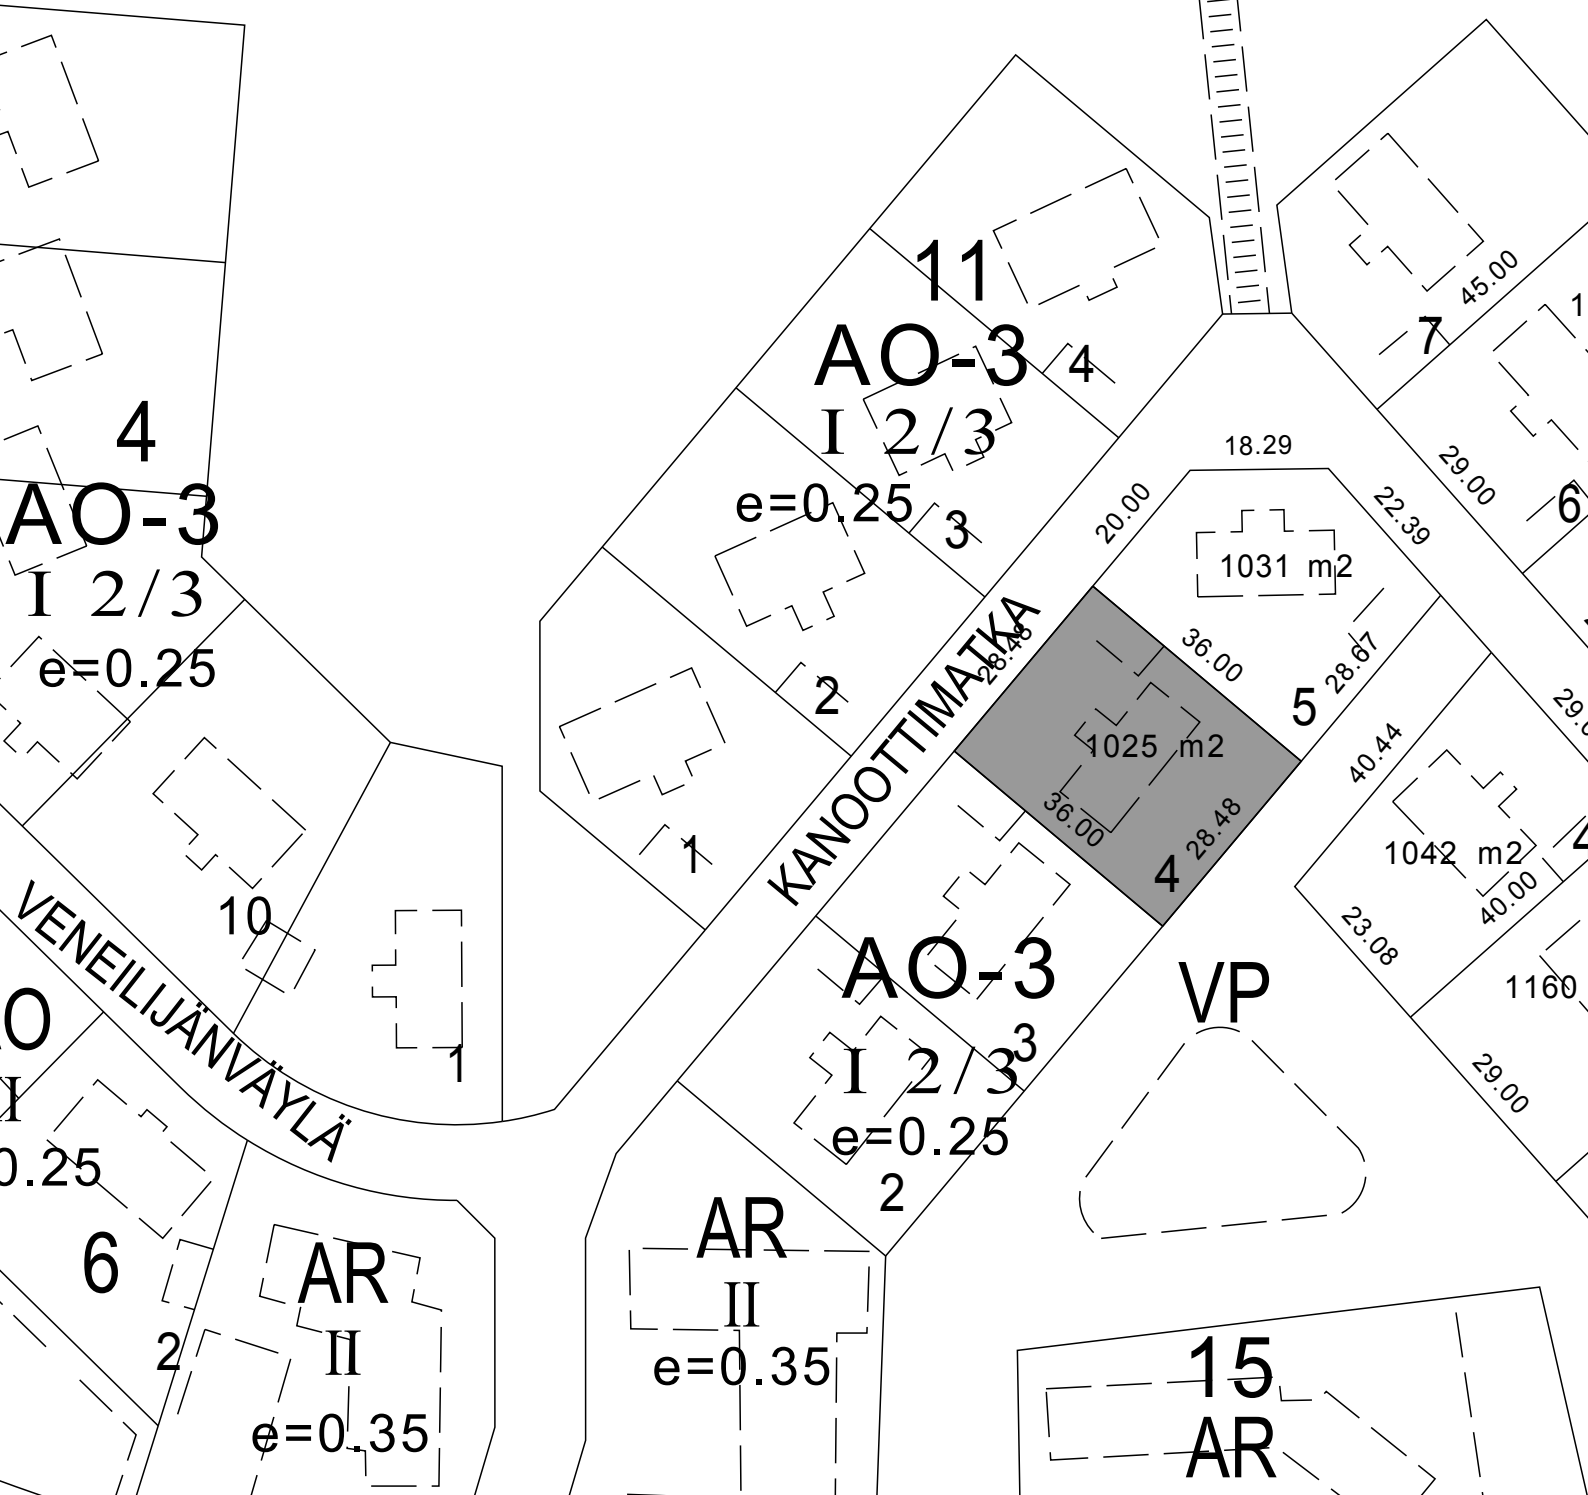 11
AO-3
I 2/3
e=0.25
4
3
2
1
4
AO-3
I 2/3
e=0.25
10
1
KANOOTTIMATKA
VENEILIJÄNVÄYLÄ
18.29
20.00
22.39
1031 m2
28.48
36.00
28.67
5
1025 m2
36.00
28.48
4
45.00
7
29.00
6
40.44
1042 m2
40.00
23.08
1160
29.00
AO-3
I 2/3
e=0.25
3
2
VP
AR
II
e=0.35
AR
II
e=0.35
6
2
15
AR